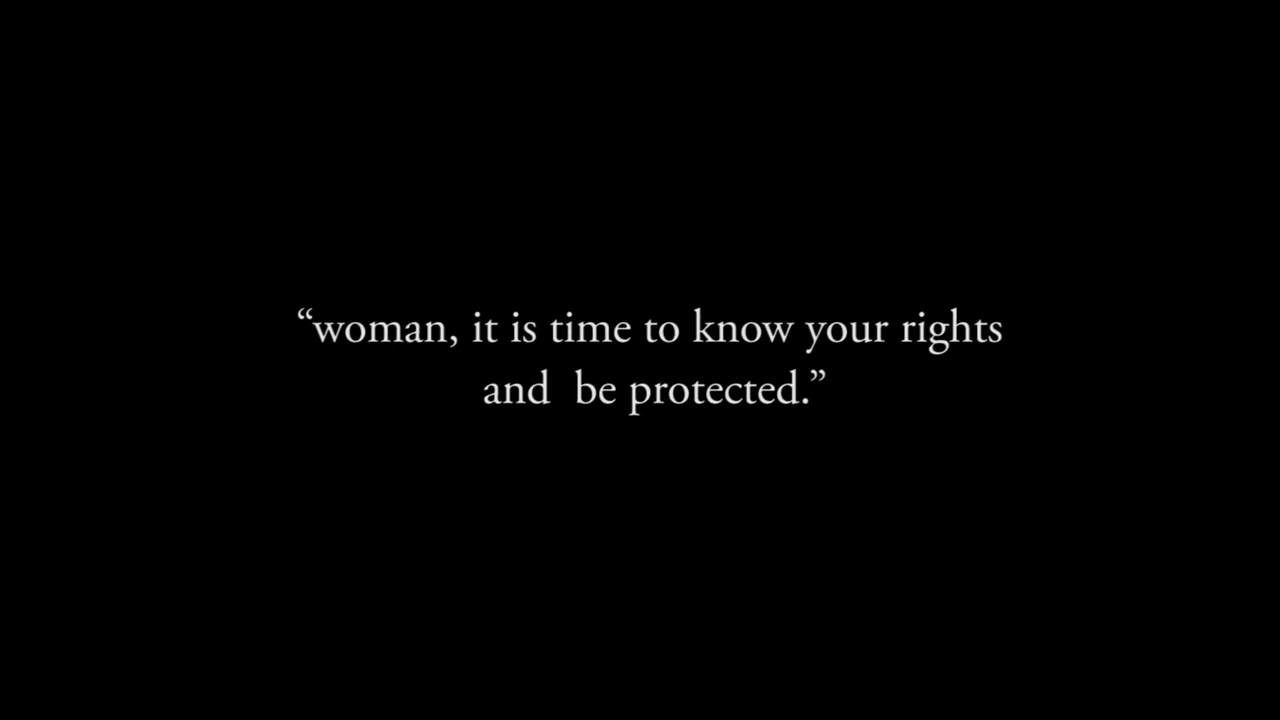 “woman, it is time to know your rights
and  be protected.”